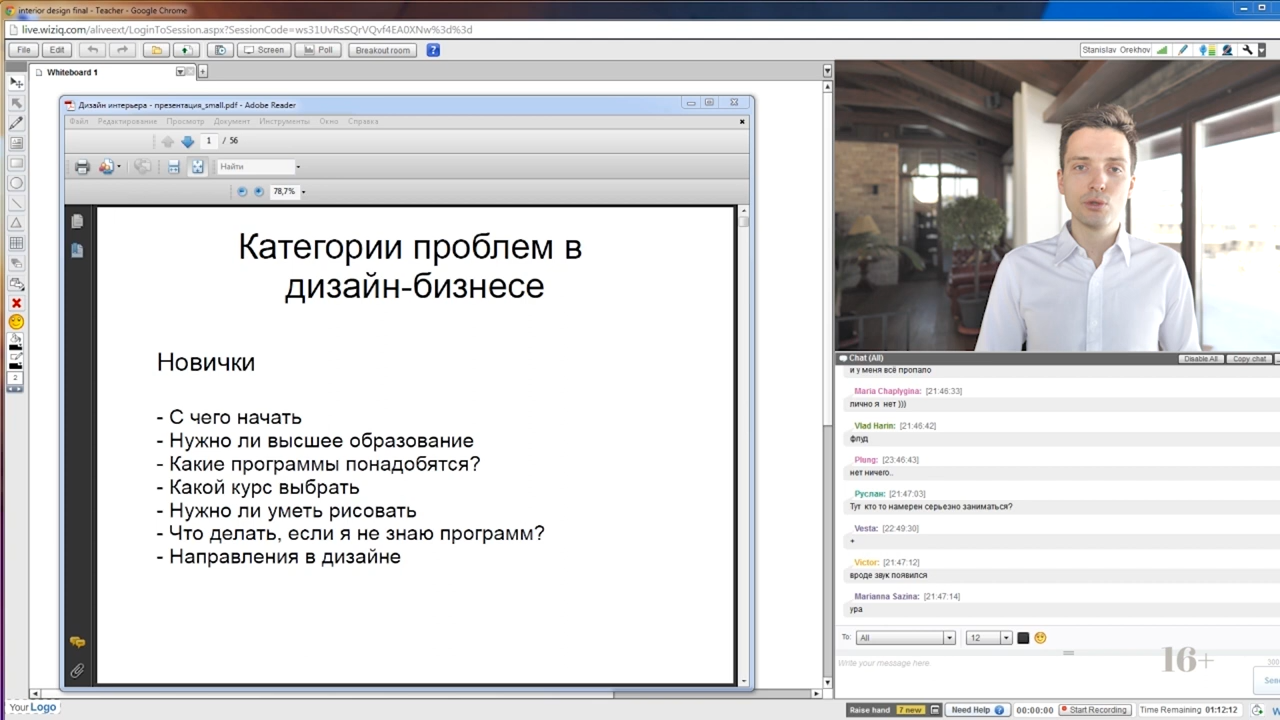 interior design final - Teacher - Google Chrome
live.wiziq.com/aliveext/LoginToSession.aspx?SessionCode=ws31UvRsSQrVQvf4EA0XNw%3d%3d
File Edit Screen Poll Breakout room ?
Stanislav Orekhov
Whiteboard 1
Дизайн интерьера - презентация_small.pdf - Adobe Reader
Файл Редактирование Просмотр Документ Инструменты Окно Справка
1 / 56
Найти
78,7%
Категории проблем в
дизайн-бизнесе
Новички
- С чего начать
- Нужно ли высшее образование
- Какие программы понадобятся?
- Какой курс выбрать
- Нужно ли уметь рисовать
- Что делать, если я не знаю программ?
- Направления в дизайне
2
Your Logo
Chat (All) Disable All Copy chat
и у меня всё пропало
Maria Chaplygina: [21:46:33]
лично я нет )))
Vlad Harin: [21:46:42]
флуд
Plung: [23:46:43]
нет ничего..
Руслан: [21:47:03]
Тут кто то намерен серьезно заниматься?
Vesta: [22:49:30]
+
Victor: [21:47:12]
вроде звук появился
Marianna Sazina: [21:47:14]
ура
To: All 12
Write your message here.
16+
300
Send
Raise hand 7 new Need Help ? 00:00:00 Start Recording Time Remaining 01:12:12 W